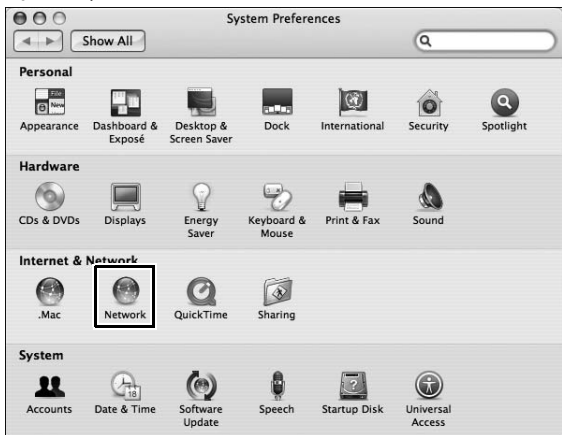 System Preferences
Show All
Personal
File
New
Appearance
Dashboard &
Exposé
Desktop &
Screen Saver
Dock
International
Security
Spotlight
Hardware
CDs & DVDs
Displays
Energy
Saver
Keyboard &
Mouse
Print & Fax
Sound
Internet & Network
.Mac
Network
QuickTime
Sharing
System
Accounts
18
Date & Time
Software
Update
Speech
Startup Disk
Universal
Access